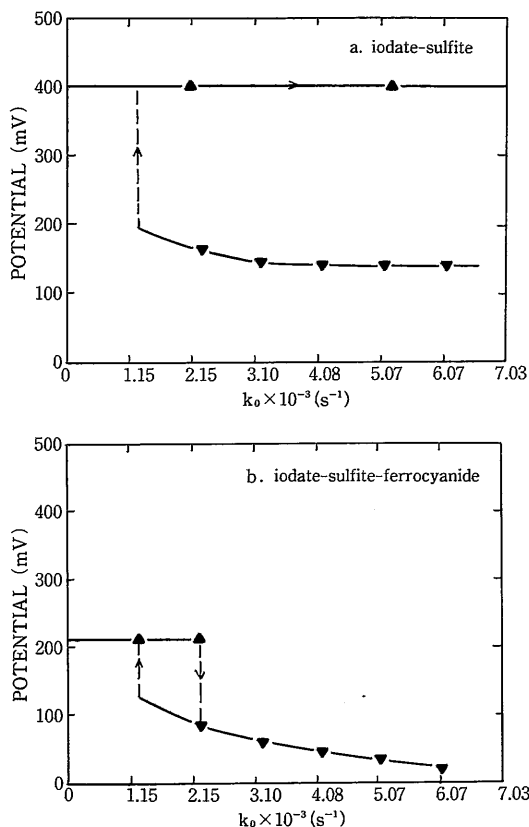 500
a. iodate-sulfite
400
300
200
100
0
POTENTIAL (mV)
0 1.15 2.15 3.10 4.08 5.07 6.07 7.03
k₀×10⁻³(s⁻¹)
500
b. iodate-sulfite-ferrocyanide
400
300
200
100
0
POTENTIAL (mV)
0 1.15 2.15 3.10 4.08 5.07 6.07 7.03
k₀×10⁻³(s⁻¹)